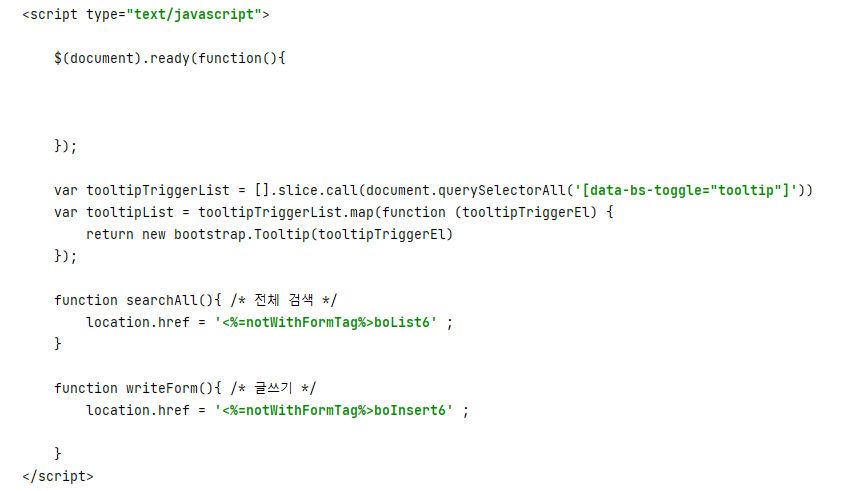 <script type="text/javascript">
$(document).ready(function(){
});
var tooltipTriggerList = [].slice.call(document.querySelectorAll('[data-bs-toggle="tooltip"]'))
var tooltipList = tooltipTriggerList.map(function (tooltipTriggerEl) {
return new bootstrap.Tooltip(tooltipTriggerEl)
});
function searchAll(){ /* 전체 검색 */
location.href = '<%=notWithFormTag%>boList6' ;
}
function writeForm(){ /* 글쓰기 */
location.href = '<%=notWithFormTag%>boInsert6' ;
}
</script>